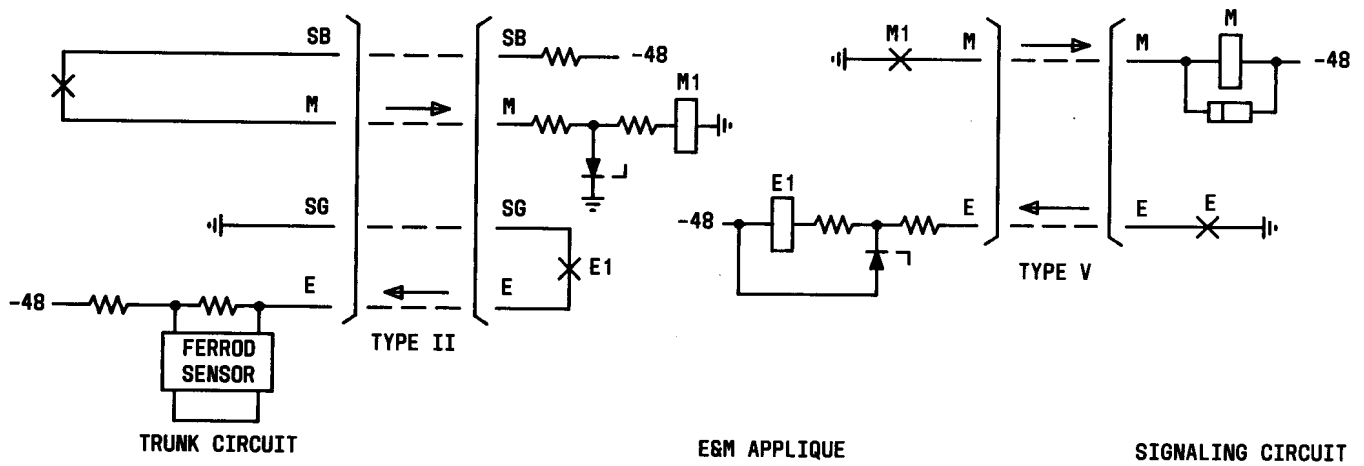 M
M1
SB
SB
-48
M
M
-48
M
M
M1
E1
SG
SG
-48
E
E
E
E1
TYPE V
-48
E
E
TYPE II
FERROD
SENSOR
TRUNK CIRCUIT
E&M APPLIQUE
SIGNALING CIRCUIT